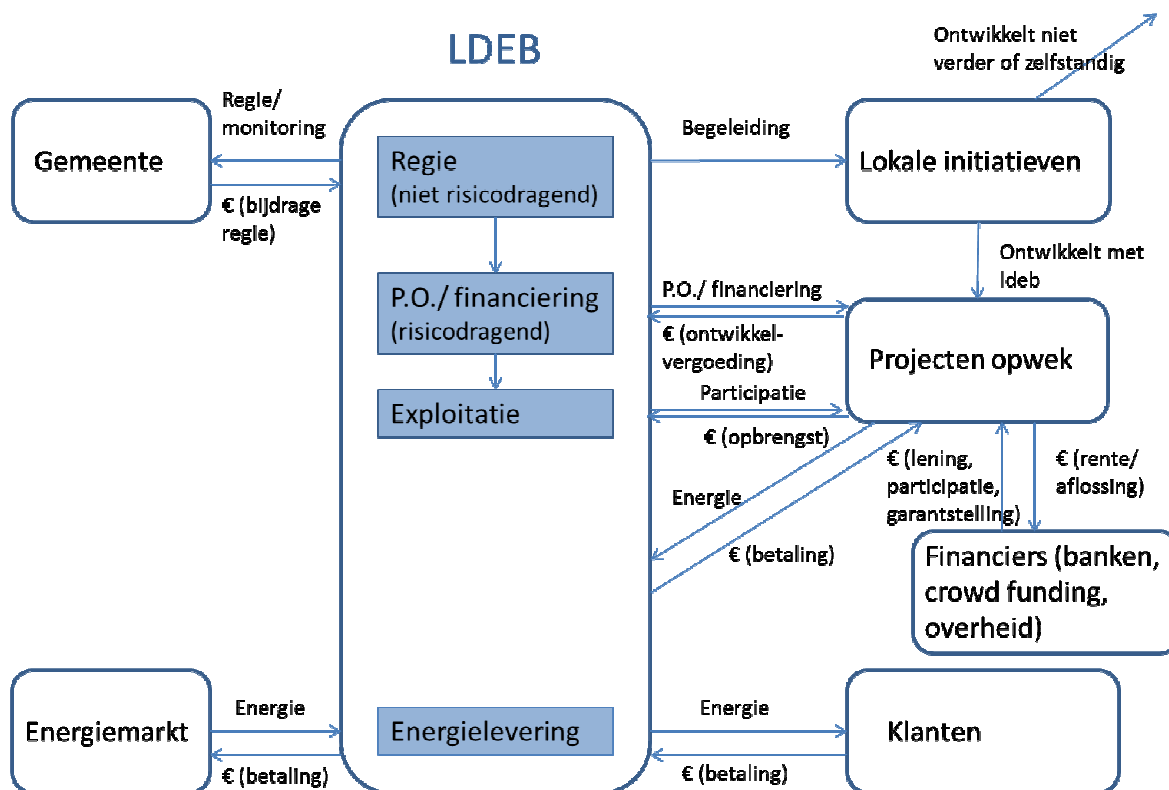 LDEB
Ontwikkelt niet
verder of zelfstandig
Regie/
monitoring
Gemeente
€ (bijdrage
regie)
Regie
(niet risicodragend)
Begeleiding
Lokale initiatieven
Ontwikkelt met
ldeb
P.O./ financiering
(risicodragend)
P.O./ financiering
€ (ontwikkel-
vergoeding)
Projecten opwek
Exploitatie
Participatie
€ (opbrengst)
Energie
€ (betaling)
€ (lening,
participatie,
garantstelling)
€ (rente/
aflossing)
Financiers (banken,
crowd funding,
overheid)
Energiemarkt
Energie
€ (betaling)
Energielevering
Energie
€ (betaling)
Klanten